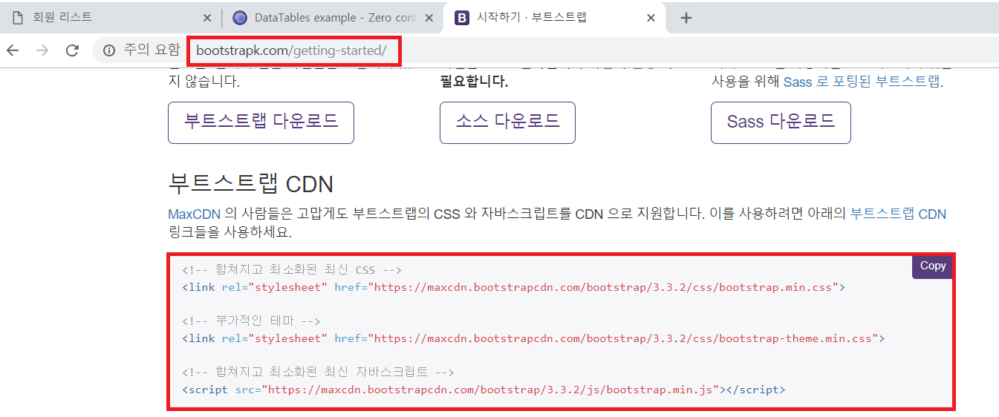 회원 리스트
DataTables example - Zero conf
B 시작하기 · 부트스트랩
주의 요함 bootstrapk.com/getting-started/
지 않습니다.
필요합니다.
사용을 위해 Sass 로 포팅된 부트스트랩.
부트스트랩 다운로드
소스 다운로드
Sass 다운로드
부트스트랩 CDN
MaxCDN 의 사람들은 고맙게도 부트스트랩의 CSS 와 자바스크립트를 CDN 으로 지원합니다. 이를 사용하려면 아래의 부트스트랩 CDN
링크들을 사용하세요.
Copy
<!-- 합쳐지고 최소화된 최신 CSS -->
<link rel="stylesheet" href="https://maxcdn.bootstrapcdn.com/bootstrap/3.3.2/css/bootstrap.min.css">
<!-- 부가적인 테마 -->
<link rel="stylesheet" href="https://maxcdn.bootstrapcdn.com/bootstrap/3.3.2/css/bootstrap-theme.min.css">
<!-- 합쳐지고 최소화된 최신 자바스크립트 -->
<script src="https://maxcdn.bootstrapcdn.com/bootstrap/3.3.2/js/bootstrap.min.js"></script>